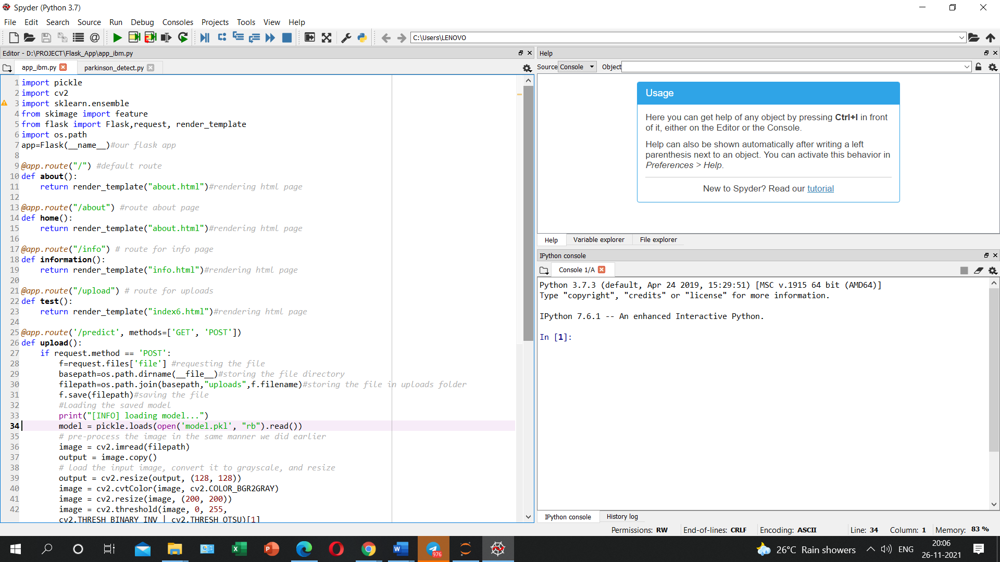 Spyder (Python 3.7)
File Edit Search Source Run Debug Consoles Projects Tools View Help
C:\Users\LENOVO
Editor - D:\PROJECT\Flask_App\app_ibm.py
app_ibm.py parkinson_detect.py
1 import pickle
2 import cv2
3 import sklearn.ensemble
4 from skimage import feature
5 from flask import Flask,request, render_template
6 import os.path
7 app=Flask(__name__)#our flask app
8
9 @app.route("/") #default route
10 def about():
11     return render_template("about.html")#rendering html page
12
13 @app.route("/about") #route about page
14 def home():
15     return render_template("about.html")#rendering html page
16
17 @app.route("/info") # route for info page
18 def information():
19     return render_template("info.html")#rendering html page
20
21 @app.route("/upload") # route for uploads
22 def test():
23     return render_template("index6.html")#rendering html page
24
25 @app.route('/predict', methods=['GET', 'POST'])
26 def upload():
27     if request.method == 'POST':
28         f=request.files['file'] #requesting the file
29         basepath=os.path.dirname(__file__)#storing the file directory
30         filepath=os.path.join(basepath,"uploads",f.filename)#storing the file in uploads folder
31         f.save(filepath)#saving the file
32         #Loading the saved model
33         print("[INFO] loading model...")
34         model = pickle.loads(open('model.pkl', "rb").read())
35         # pre-process the image in the same manner we did earlier
36         image = cv2.imread(filepath)
37         output = image.copy()
38         # load the input image, convert it to grayscale, and resize
39         output = cv2.resize(output, (128, 128))
40         image = cv2.cvtColor(image, cv2.COLOR_BGR2GRAY)
41         image = cv2.resize(image, (200, 200))
42         image = cv2.threshold(image, 0, 255,
        cv2.THRESH_BINARY_INV | cv2.THRESH_OTSU)[1]
Help
Source Console Object
Usage
Here you can get help of any object by pressing Ctrl+I in front
of it, either on the Editor or the Console.
Help can also be shown automatically after writing a left
parenthesis next to an object. You can activate this behavior in
Preferences > Help.
New to Spyder? Read our tutorial
Help Variable explorer File explorer
IPython console
Console 1/A
Python 3.7.3 (default, Apr 24 2019, 15:29:51) [MSC v.1915 64 bit (AMD64)]
Type "copyright", "credits" or "license" for more information.
IPython 7.6.1 -- An enhanced Interactive Python.
In [1]:
IPython console History log
Permissions: RW End-of-lines: CRLF Encoding: ASCII Line: 34 Column: 1 Memory: 83 %
976
26°C Rain showers ENG
20:06
26-11-2021